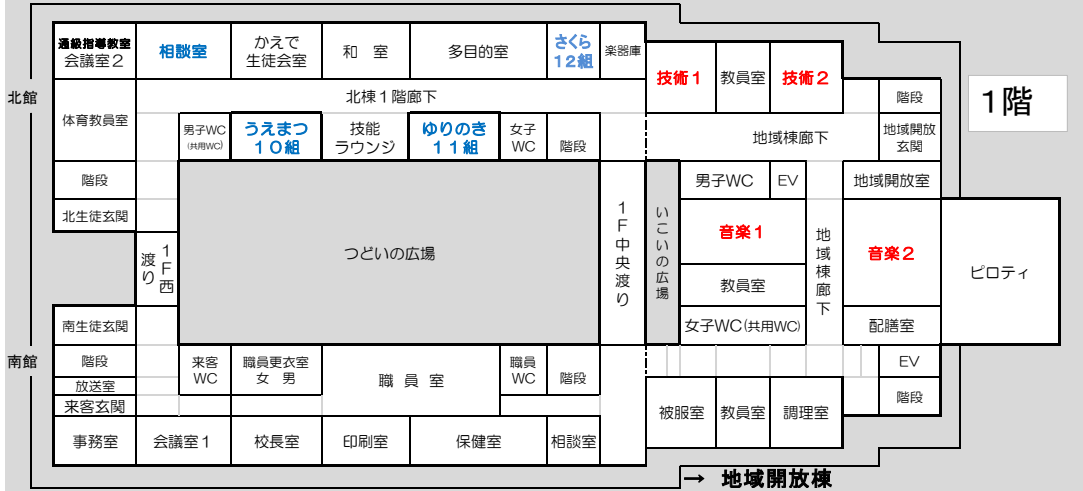 通級指導教室
会議室２
相談室
かえで
生徒会室
和　室
多目的室
さくら
１２組
楽器庫
技術１
教員室
技術２
１階
北館
北棟１階廊下
階段
体育教員室
男子WC
(共用WC)
うえまつ
１０組
技能
ラウンジ
ゆりのき
１１組
女子
WC
階段
地域棟廊下
地域開放
玄関
階段
男子WC
EV
地域開放室
北生徒玄関
１F西
渡り
つどいの広場
１F中央渡り
いこいの広場
音楽１
地域棟廊下
音楽２
ピロティ
教員室
南生徒玄関
女子WC(共用WC)
配膳室
南館
階段
来客
WC
職員更衣室
女　男
職　員　室
職員
WC
階段
EV
放送室
来客玄関
階段
被服室
教員室
調理室
事務室
会議室１
校長室
印刷室
保健室
相談室
→ 地域開放棟